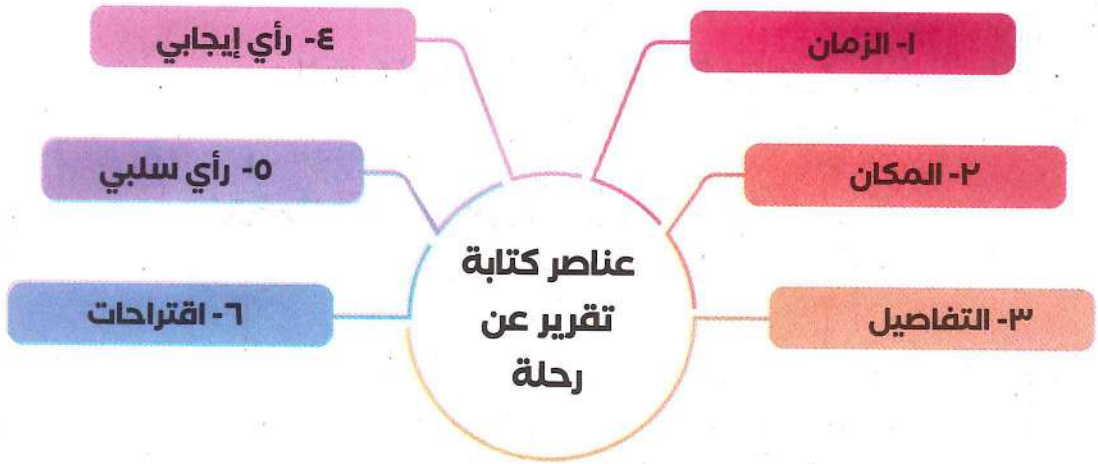 عناصر كتابة
تقرير عن
رحلة
١- الزمان
٢- المكان
٣- التفاصيل
٤- رأي إيجابي
٥- رأي سلبي
٦- اقتراحات